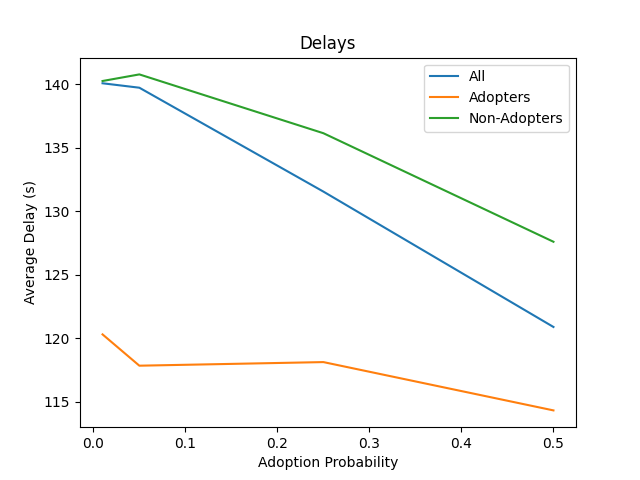 Delays
All
Adopters
Non-Adopters
Average Delay (s)
140
135
130
125
120
115
0.0 0.1 0.2 0.3 0.4 0.5
Adoption Probability